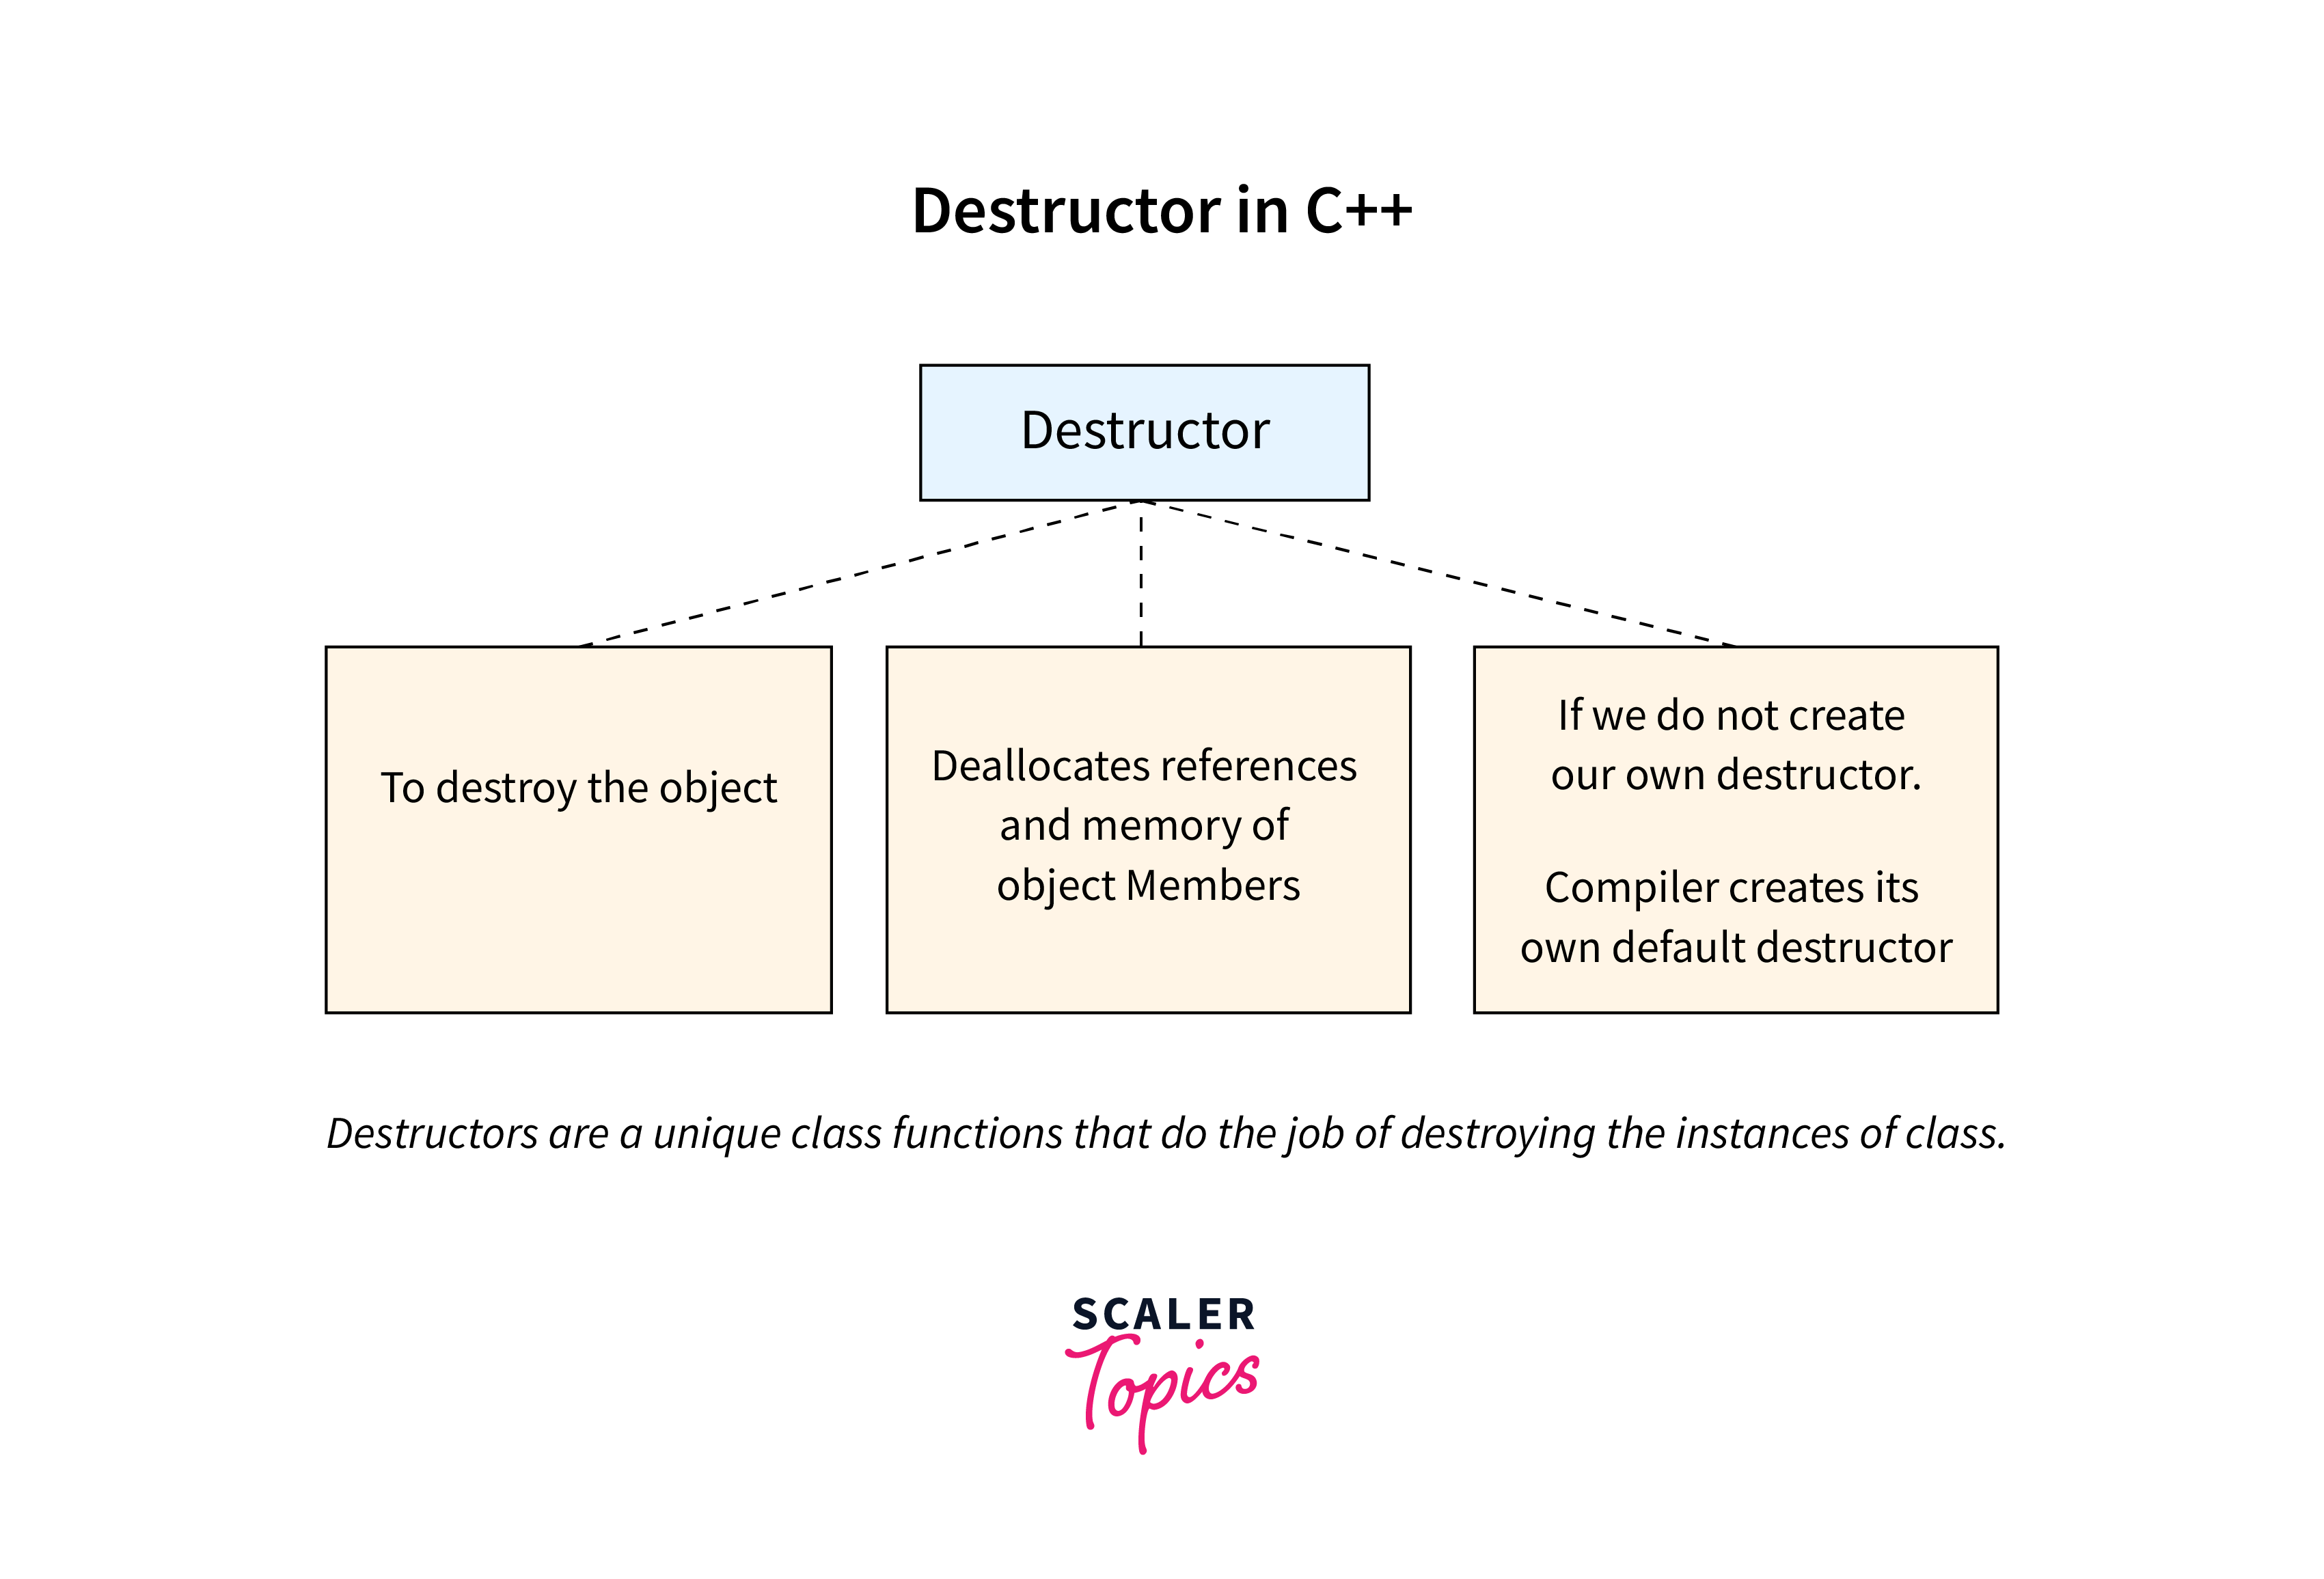 Destructor in C++
Destructor
To destroy the object
Deallocates references
and memory of
object Members
If we do not create
our own destructor.
Compiler creates its
own default destructor
Destructors are a unique class functions that do the job of destroying the instances of class.
SCALER
Topics